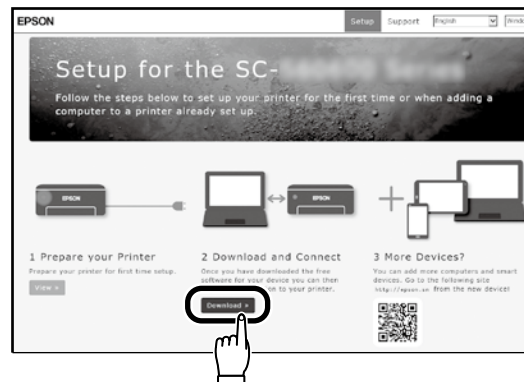 EPSON
Setup Support English Windo
Setup for the SC-
Follow the steps below to set up your printer for the first time or when adding a
computer to a printer already set up.
EPSON
EPSON
1 Prepare your Printer
Prepare your printer for first time setup.
View >
2 Download and Connect
Once you have downloaded the free
software for your device you can then
on to your printer.
Download >
3 More Devices?
You can add more computers and smart
devices. Go to the following site
http://epson.sn from the new device!